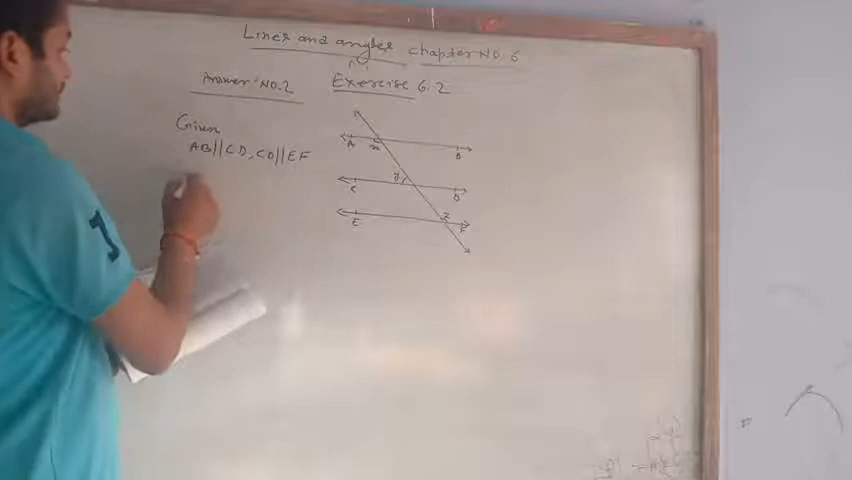 Lines and angles chapter NO. 6
Answer NO.2 Exercise 6.2
Given
AB||CD, CD||EF
A x B
y
C D
z
E F